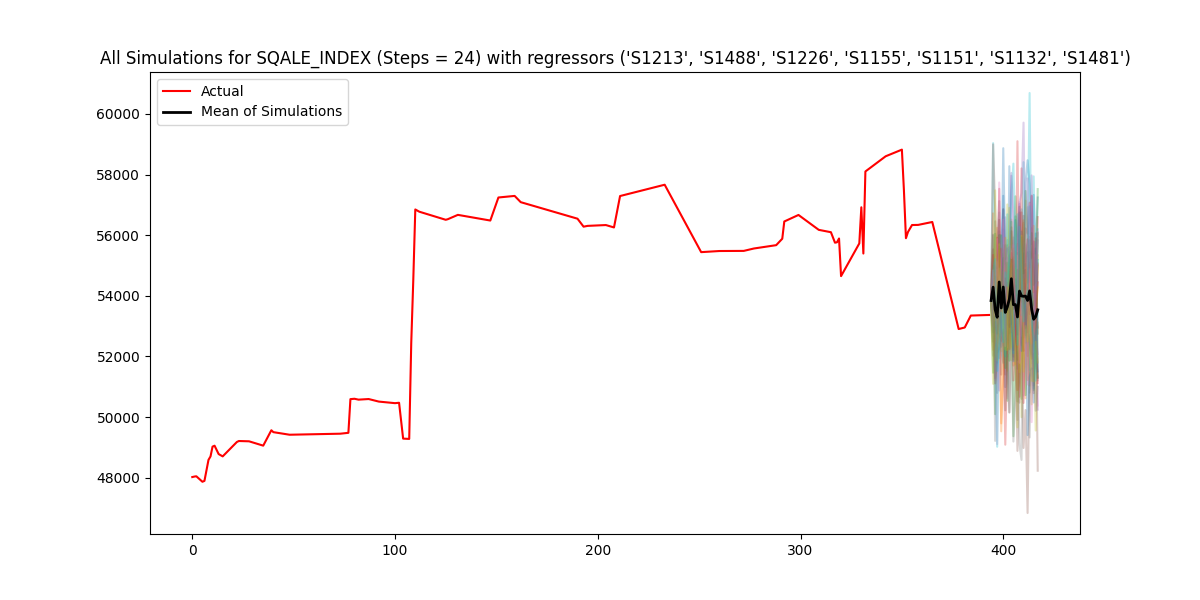 All Simulations for SQALE_INDEX (Steps = 24) with regressors ('S1213', 'S1488', 'S1226', 'S1155', 'S1151', 'S1132', 'S1481')
Actual
Mean of Simulations
60000
58000
56000
54000
52000
50000
48000
0 100 200 300 400